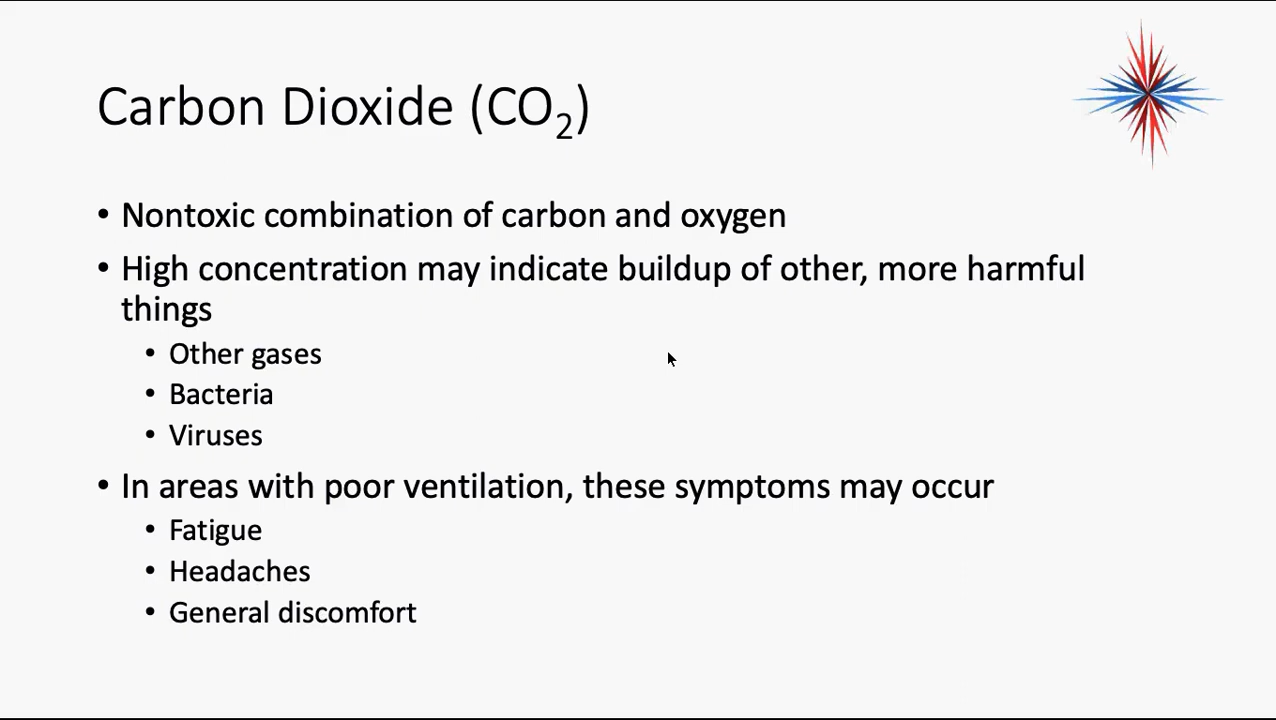 Carbon Dioxide (CO₂)
• Nontoxic combination of carbon and oxygen
• High concentration may indicate buildup of other, more harmful
things
• Other gases
• Bacteria
• Viruses
• In areas with poor ventilation, these symptoms may occur
• Fatigue
• Headaches
• General discomfort